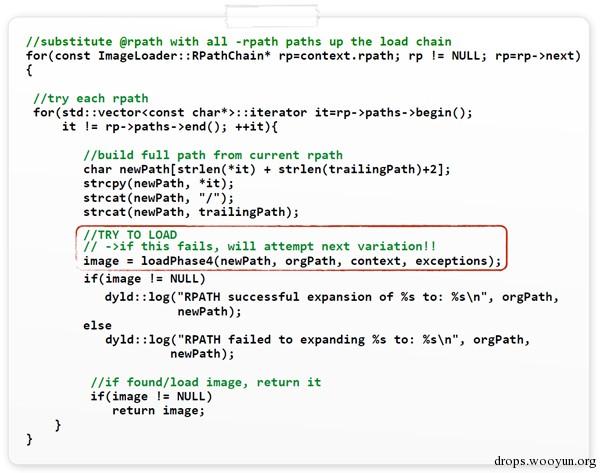 //substitute @rpath with all -rpath paths up the load chain
for(const ImageLoader::RPathChain* rp=context.rpath; rp != NULL; rp=rp->next)
{
//try each rpath
for(std::vector<const char*>::iterator it=rp->paths->begin();
it != rp->paths->end(); ++it){
//build full path from current rpath
char newPath[strlen(*it) + strlen(trailingPath)+2];
strcpy(newPath, *it);
strcat(newPath, "/");
strcat(newPath, trailingPath);
//TRY TO LOAD
// ->if this fails, will attempt next variation!!
image = loadPhase4(newPath, orgPath, context, exceptions);
if(image != NULL)
dyld::log("RPATH successful expansion of %s to: %s\n", orgPath,
newPath);
else
dyld::log("RPATH failed to expanding %s to: %s\n", orgPath,
newPath);
//if found/load image, return it
if(image != NULL)
return image;
}
}
drops.wooyun.org